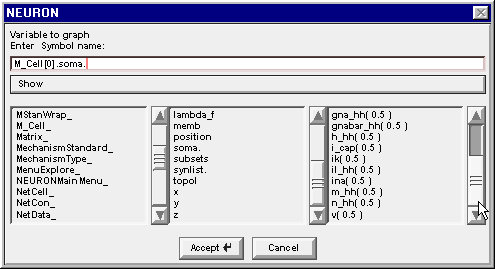 NEURON
Variable to graph
Enter Symbol name:
M_Cell[0].soma.
Show
MStanWrap_
M_Cell_
Matrix_
MechanismStandard_
MechanismType_
MenuExplore_
NEURONMainMenu_
NetCell_
NetCon_
NetData_
lambda_f
memb
position
soma.
subsets
synlist.
topol
x
y
z
gna_hh( 0.5 )
gnabar_hh( 0.5 )
h_hh( 0.5 )
i_cap( 0.5 )
ik( 0.5 )
il_hh( 0.5 )
ina( 0.5 )
m_hh( 0.5 )
n_hh( 0.5 )
v( 0.5 )
Accept
Cancel